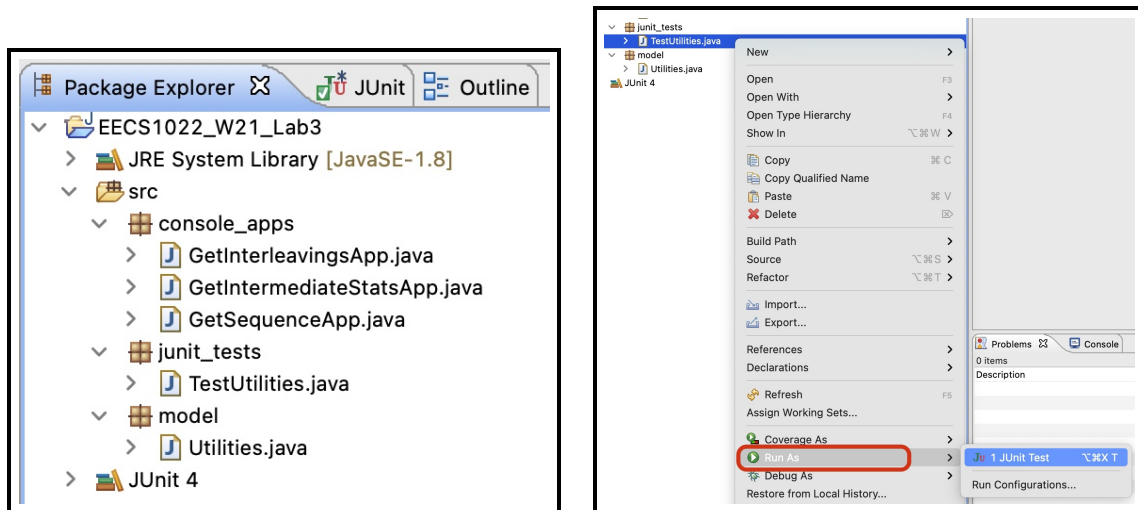 Package Explorer JUnit Outline
EECS1022_W21_Lab3
JRE System Library [JavaSE-1.8]
src
console_apps
GetInterleavingsApp.java
GetIntermediateStatsApp.java
GetSequenceApp.java
junit_tests
TestUtilities.java
model
Utilities.java
JUnit 4
junit_tests
TestUtilities.java
model
Utilities.java
JUnit 4
New
Open F3
Open With
Open Type Hierarchy F4
Show In ⌥⌘W
Copy ⌘C
Copy Qualified Name
Paste ⌘V
Delete ⌦
Build Path
Source ⌥⌘S
Refactor ⌥⌘T
Import...
Export...
References
Declarations
Refresh F5
Assign Working Sets...
Coverage As
Run As
Debug As
Restore from Local History...
Ju 1 JUnit Test ⌥⌘X T
Run Configurations...
Problems Console
0 items
Description